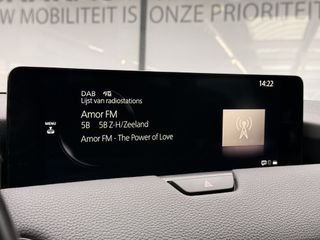 UW MOBILITEIT IS ONZE PRIORITEIT
14:22
DAB
Lijst van radiostations
Amor FM
MENU
5B 5B Z-H/Zeeland
Amor FM - The Power of Love